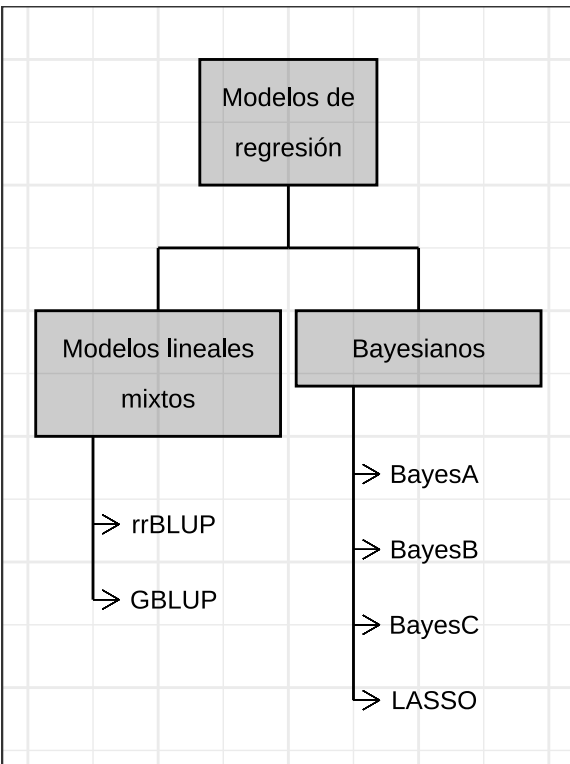 Modelos de
regresión
Modelos lineales
mixtos
rrBLUP
GBLUP
Bayesianos
BayesA
BayesB
BayesC
LASSO